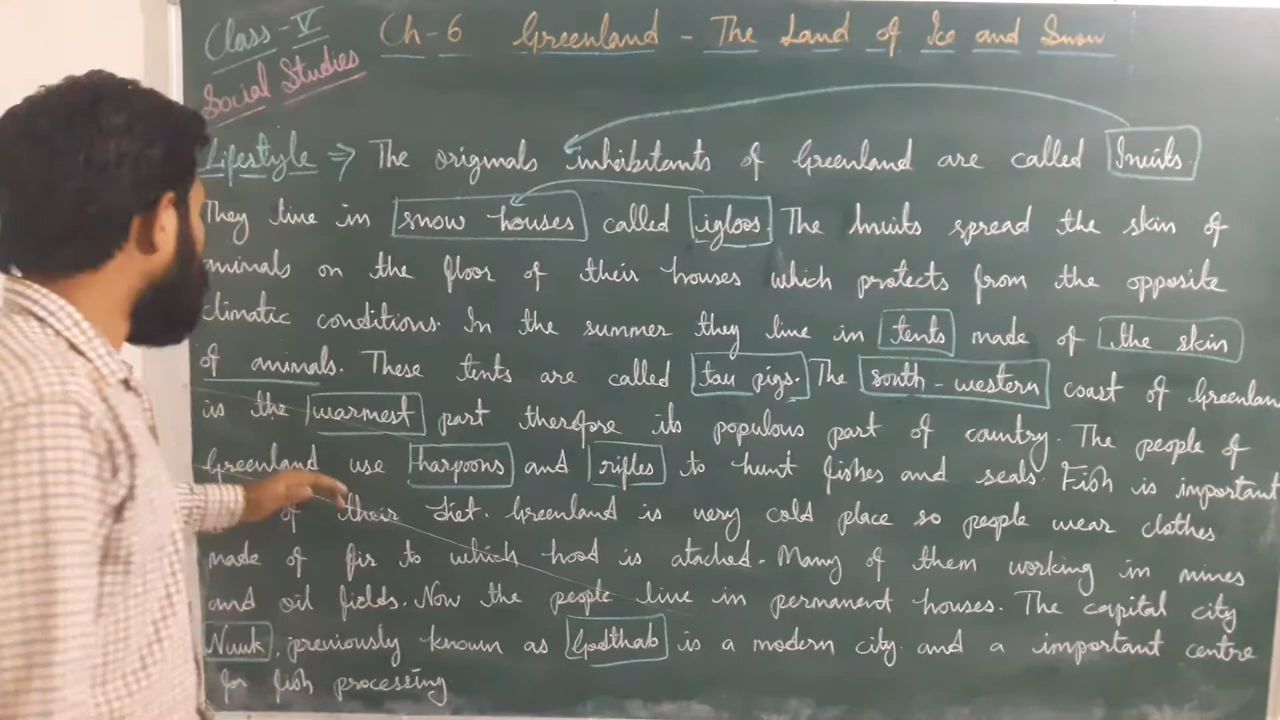 Class-V
Social Studies
Ch-6 Greenland - The Land of Ice and Snow
Lifestyle ⇒ The originals inhabitants of Greenland are called Inuits.
They live in snow houses called igloos. The Inuits spread the skin of
animals on the floor of their houses which protects from the opposite
climatic conditions. In the summer they live in tents made of the skin
of animals. These tents are called tau pigs. The south-western coast of Greenlan
is the warmest part therefore its populous part of country. The people of
Greenland use harpoons and rifles to hunt fishes and seals. Fish is important
of their diet. Greenland is very cold place so people wear clothes
made of fir to which hood is atached. Many of them working in mines
and oil fields. Now the people live in permanent houses. The capital city
Nuuk, previously known as Godthab is a modern city and a important centre
for fish processing